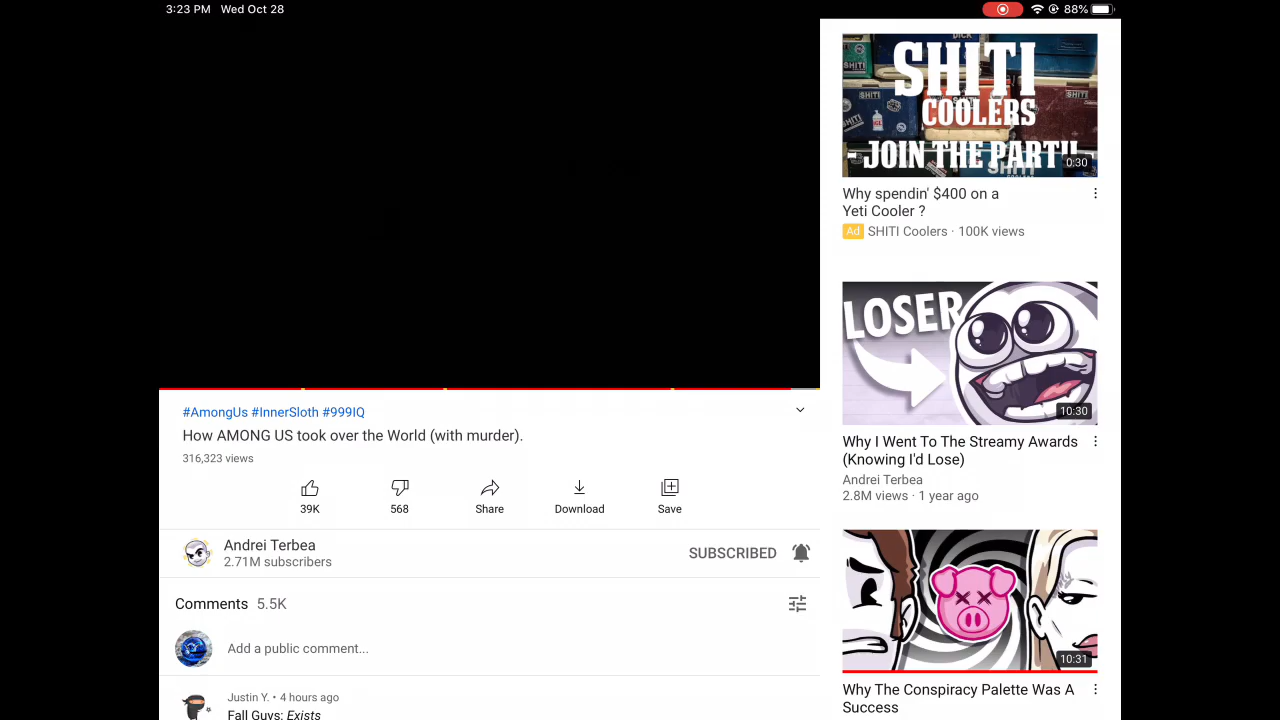 3:23 PM Wed Oct 28
88%
SHITI
COOLERS
JOIN THE PART
0:30
Why spendin' $400 on a
Yeti Cooler ?
Ad SHITI Coolers · 100K views
LOSER
10:30
Why I Went To The Streamy Awards
(Knowing I'd Lose)
Andrei Terbea
2.8M views · 1 year ago
10:31
Why The Conspiracy Palette Was A
Success
#AmongUs #InnerSloth #999IQ
How AMONG US took over the World (with murder).
316,323 views
39K
568
Share
Download
Save
Andrei Terbea
2.71M subscribers
SUBSCRIBED
Comments 5.5K
Add a public comment...
Justin Y. • 4 hours ago
Fall Guys: Exists